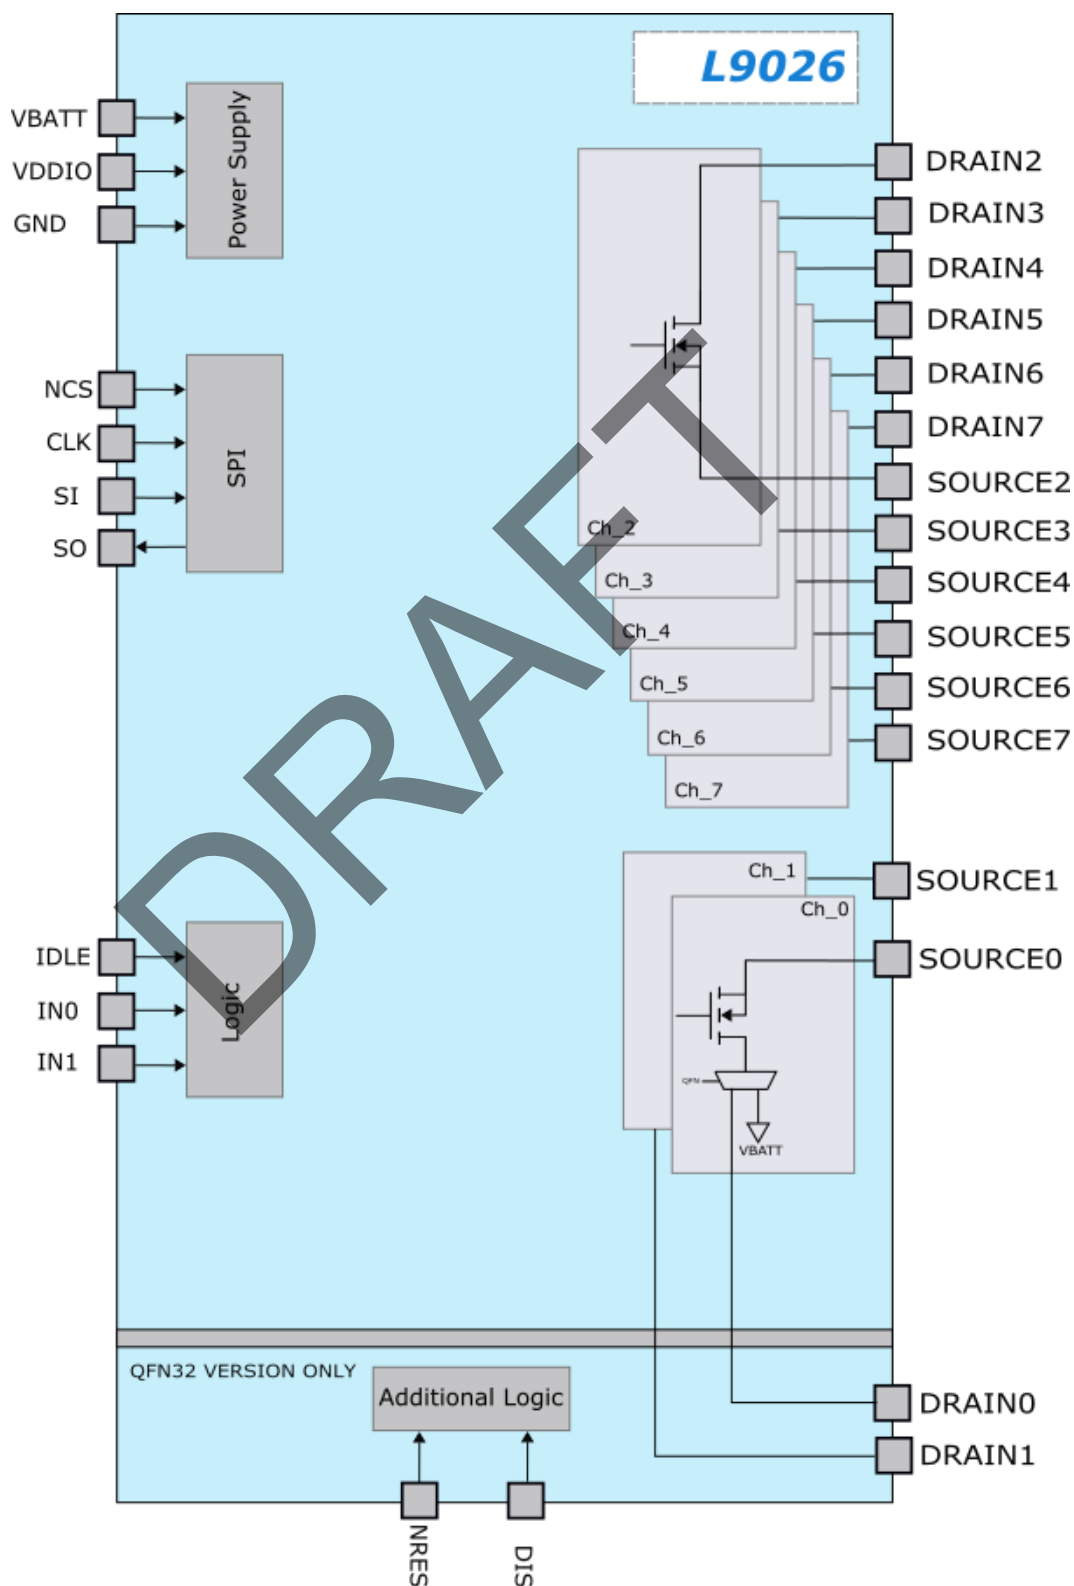 L9026
VBATT
VDDIO
GND
Power Supply
NCS
CLK
SI
SO
SPI
IDLE
IN0
IN1
Logic
DRAIN2
DRAIN3
DRAIN4
DRAIN5
DRAIN6
DRAIN7
SOURCE2
SOURCE3
SOURCE4
SOURCE5
SOURCE6
SOURCE7
Ch_2
Ch_3
Ch_4
Ch_5
Ch_6
Ch_7
Ch_1
SOURCE1
Ch_0
SOURCE0
QFN
VBATT
DRAFT
QFN32 VERSION ONLY
Additional Logic
DRAIN0
DRAIN1
NRES
DIS